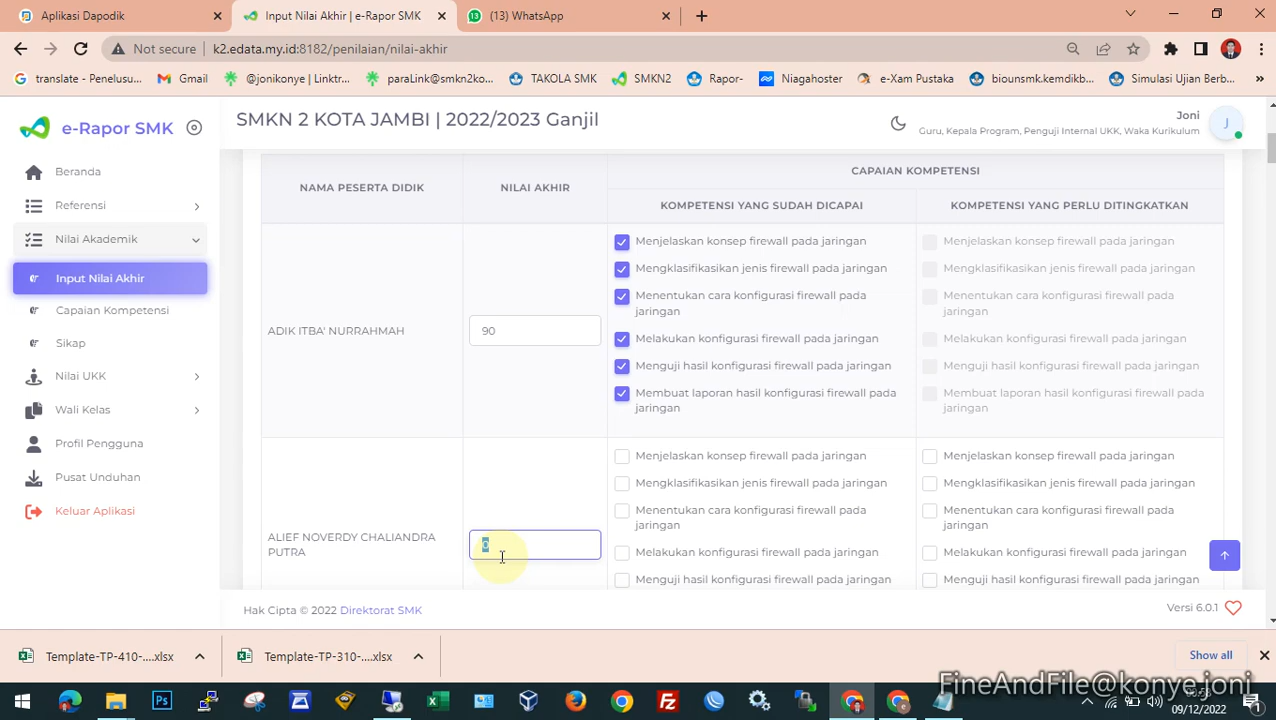 Aplikasi Dapodik
Input Nilai Akhir | e-Rapor SMK
(13) WhatsApp
Not secure
k2.edata.my.id:8182/penilaian/nilai-akhir
translate - Penelusu...
Gmail
@jonikonye | Linktr...
paraLink@smkn2ko...
TAKOLA SMK
SMKN2
Rapor-
Niagahoster
e-Xam Pustaka
biounsmk.kemdikb...
Simulasi Ujian Berb...
e-Rapor SMK
SMKN 2 KOTA JAMBI | 2022/2023 Ganjil
Joni
Guru, Kepala Program, Penguji Internal UKK, Waka Kurikulum
J
Beranda
Referensi
Nilai Akademik
Input Nilai Akhir
Capaian Kompetensi
Sikap
Nilai UKK
Wali Kelas
Profil Pengguna
Pusat Unduhan
Keluar Aplikasi
NAMA PESERTA DIDIK
NILAI AKHIR
CAPAIAN KOMPETENSI
KOMPETENSI YANG SUDAH DICAPAI
KOMPETENSI YANG PERLU DITINGKATKAN
ADIK ITBA' NURRAHMAH
90
Menjelaskan konsep firewall pada jaringan
Mengklasifikasikan jenis firewall pada jaringan
Menentukan cara konfigurasi firewall pada
jaringan
Melakukan konfigurasi firewall pada jaringan
Menguji hasil konfigurasi firewall pada jaringan
Membuat laporan hasil konfigurasi firewall pada
jaringan
Menjelaskan konsep firewall pada jaringan
Mengklasifikasikan jenis firewall pada jaringan
Menentukan cara konfigurasi firewall pada
jaringan
Melakukan konfigurasi firewall pada jaringan
Menguji hasil konfigurasi firewall pada jaringan
Membuat laporan hasil konfigurasi firewall pada
jaringan
ALIEF NOVERDY CHALIANDRA
PUTRA
0
Menjelaskan konsep firewall pada jaringan
Mengklasifikasikan jenis firewall pada jaringan
Menentukan cara konfigurasi firewall pada
jaringan
Melakukan konfigurasi firewall pada jaringan
Menguji hasil konfigurasi firewall pada jaringan
Menjelaskan konsep firewall pada jaringan
Mengklasifikasikan jenis firewall pada jaringan
Menentukan cara konfigurasi firewall pada
jaringan
Melakukan konfigurasi firewall pada jaringan
Menguji hasil konfigurasi firewall pada jaringan
Hak Cipta © 2022 Direktorat SMK
Versi 6.0.1
Template-TP-410-....xlsx
Template-TP-310-....xlsx
Show all
FineAndFile@konye.joni
09/12/2022